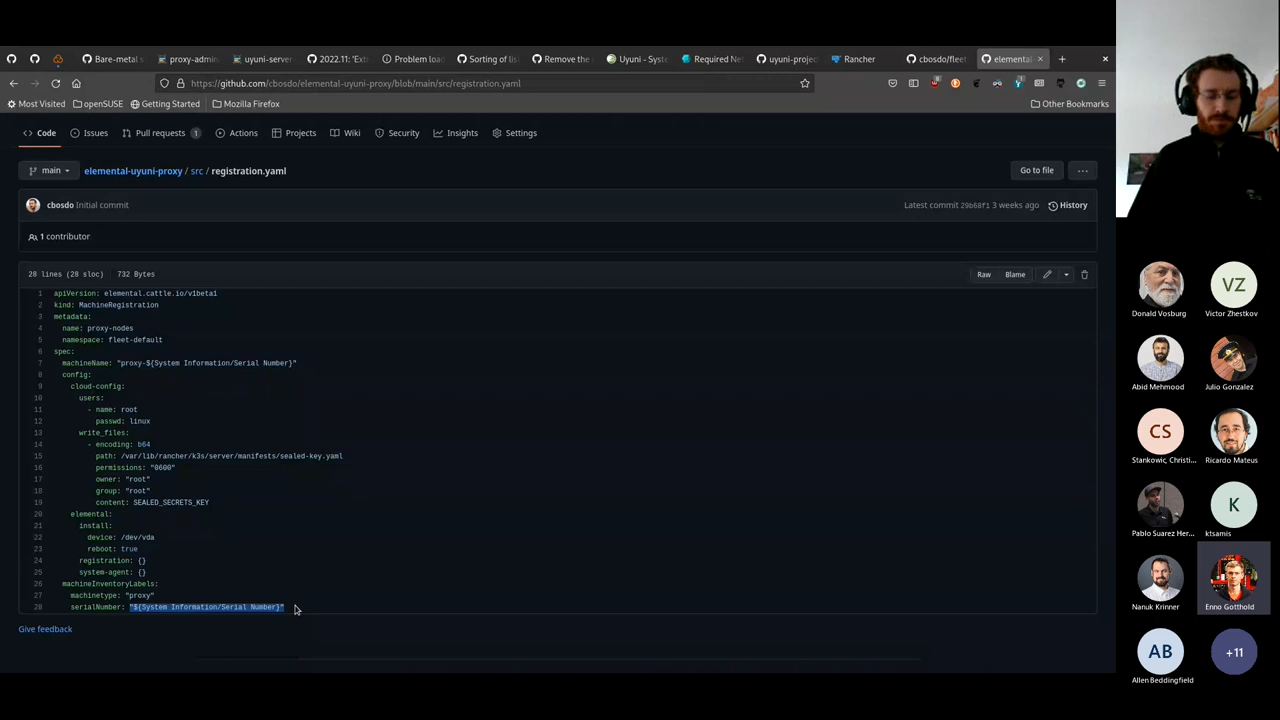 Bare-metal s
proxy-admin
uyuni-server
2022.11: 'Ext
Problem load
Sorting of list
Remove the
Uyuni - Syste
Required Net
uyuni-project
Rancher
cbosdo/fleet
elemental
https://github.com/cbosdo/elemental-uyuni-proxy/blob/main/src/registration.yaml
Most Visited
openSUSE
Getting Started
Mozilla Firefox
Other Bookmarks
Code
Issues
Pull requests 1
Actions
Projects
Wiki
Security
Insights
Settings
main
elemental-uyuni-proxy / src / registration.yaml
Go to file
...
cbosdo Initial commit
Latest commit 29b68f1 3 weeks ago
History
1 contributor
28 lines (28 sloc) | 732 Bytes
Raw
Blame
1 apiVersion: elemental.cattle.io/v1beta1
2 kind: MachineRegistration
3 metadata:
4 name: proxy-nodes
5 namespace: fleet-default
6 spec:
7 machineName: "proxy-${System Information/Serial Number}"
8 config:
9 cloud-config:
10 users:
11 - name: root
12 passwd: linux
13 write_files:
14 - encoding: b64
15 path: /var/lib/rancher/k3s/server/manifests/sealed-key.yaml
16 permissions: "0600"
17 owner: "root"
18 group: "root"
19 content: SEALED_SECRETS_KEY
20 elemental:
21 install:
22 device: /dev/vda
23 reboot: true
24 registration: {}
25 system-agent: {}
26 machineInventoryLabels:
27 machinetype: "proxy"
28 serialNumber: "${System Information/Serial Number}"
Give feedback
Donald Vosburg
VZ
Victor Zhestkov
Abid Mehmood
Julio Gonzalez
CS
Stankowic, Christi...
Ricardo Mateus
Pablo Suarez Her...
K
ktsamis
Nanuk Krinner
Enno Gotthold
AB
Allen Beddingfield
+11